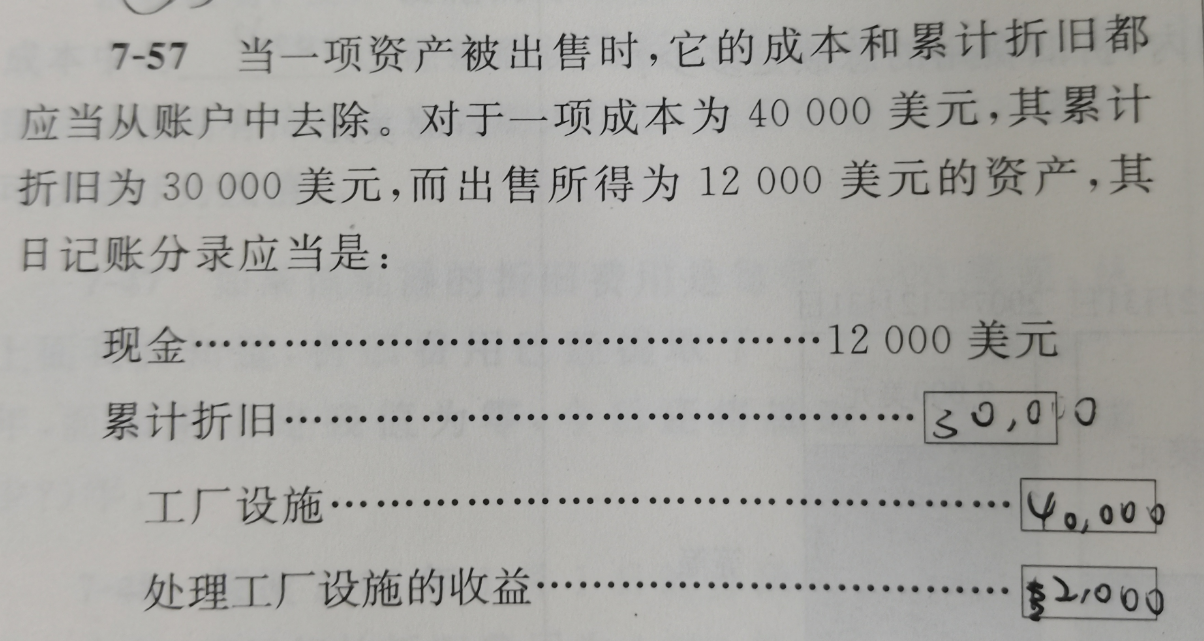 7-57 当一项资产被出售时,它的成本和累计折旧都
应当从账户中去除。对于一项成本为 40 000 美元,其累计
折旧为 30 000 美元,而出售所得为 12 000 美元的资产,其
日记账分录应当是:
现金……………………………………12 000 美元
累计折旧……………………………………30,000
工厂设施……………………………………40,000
处理工厂设施的收益……………………………$2,000